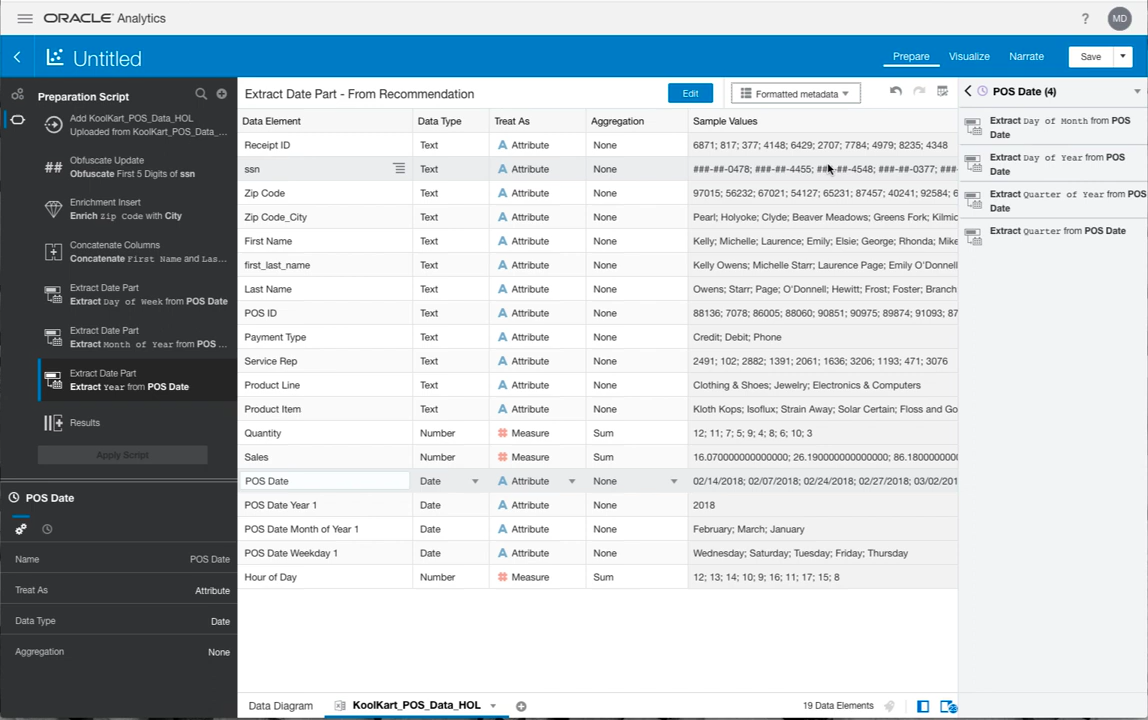 ORACLE Analytics
?
MD
Untitled
Prepare
Visualize
Narrate
Save
Preparation Script
Add KoolKart_POS_Data_HOL
Uploaded from KoolKart_POS_Data_...
Obfuscate Update
Obfuscate First 5 Digits of ssn
Enrichment Insert
Enrich Zip Code with City
Concatenate Columns
Concatenate First Name and Las...
Extract Date Part
Extract Day of Week from POS Date
Extract Date Part
Extract Month of Year from POS ...
Extract Date Part
Extract Year from POS Date
Results
Apply Script
POS Date
Name POS Date
Treat As Attribute
Data Type Date
Aggregation None
Extract Date Part - From Recommendation
Edit
Formatted metadata
Data Element Data Type Treat As Aggregation Sample Values
Receipt ID Text A Attribute None 6871; 817; 377; 4148; 6429; 2707; 7784; 4979; 8235; 4348
ssn Text A Attribute None ###-##-0478; ###-##-4455; ###-##-4548; ###-##-0377; ###-
Zip Code Text A Attribute None 97015; 56232; 67021; 54127; 65231; 87457; 40241; 92584; 6
Zip Code_City Text A Attribute None Pearl; Holyoke; Clyde; Beaver Meadows; Greens Fork; Kilmic
First Name Text A Attribute None Kelly; Michelle; Laurence; Emily; Elsie; George; Rhonda; Mike
first_last_name Text A Attribute None Kelly Owens; Michelle Starr; Laurence Page; Emily O'Donnell
Last Name Text A Attribute None Owens; Starr; Page; O'Donnell; Hewitt; Frost; Foster; Branch
POS ID Text A Attribute None 88136; 7078; 86005; 88060; 90851; 90975; 89874; 91093; 87
Payment Type Text A Attribute None Credit; Debit; Phone
Service Rep Text A Attribute None 2491; 102; 2882; 1391; 2061; 1636; 3206; 1193; 471; 3076
Product Line Text A Attribute None Clothing & Shoes; Jewelry; Electronics & Computers
Product Item Text A Attribute None Kloth Kops; Isoflux; Strain Away; Solar Certain; Floss and Go
Quantity Number # Measure Sum 12; 11; 7; 5; 9; 4; 8; 6; 10; 3
Sales Number # Measure Sum 16.070000000000000; 26.190000000000000; 86.180000000
POS Date Date A Attribute None 02/14/2018; 02/07/2018; 02/24/2018; 02/27/2018; 03/02/201
POS Date Year 1 Date A Attribute None 2018
POS Date Month of Year 1 Date A Attribute None February; March; January
POS Date Weekday 1 Date A Attribute None Wednesday; Saturday; Tuesday; Friday; Thursday
Hour of Day Number # Measure Sum 12; 13; 14; 10; 9; 16; 11; 17; 15; 8
POS Date (4)
Extract Day of Month from POS
Date
Extract Day of Year from POS
Date
Extract Quarter of Year from POS
Date
Extract Quarter from POS Date
Data Diagram
KoolKart_POS_Data_HOL
19 Data Elements